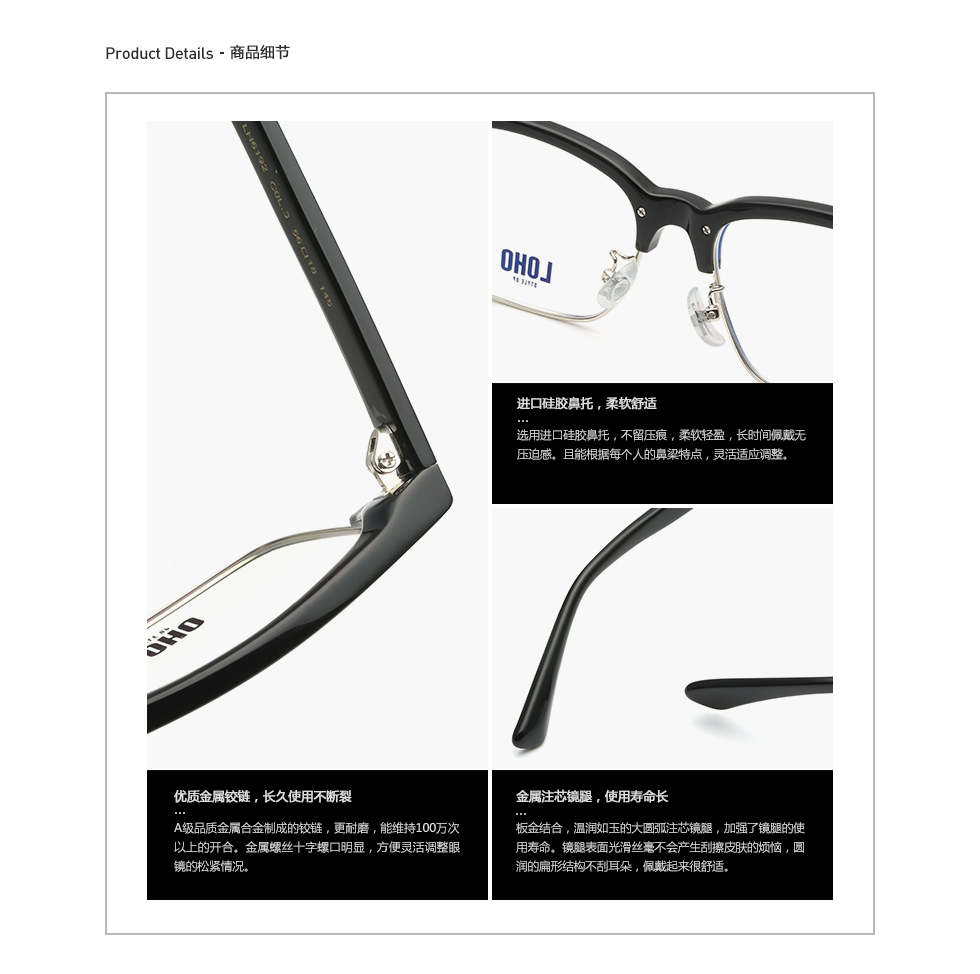 Product Details - 商品细节
LH6192 COL.3 56□18 145
OHO
LOHO
STYLE UP
进口硅胶鼻托，柔软舒适
...
选用进口硅胶鼻托，不留压痕，柔软轻盈，长时间佩戴无
压迫感。且能根据每个人的鼻梁特点，灵活适应调整。
优质金属铰链，长久使用不断裂
...
A级品质金属合金制成的铰链，更耐磨，能维持100万次
以上的开合。金属螺丝十字螺口明显，方便灵活调整眼
镜的松紧情况。
金属注芯镜腿，使用寿命长
...
板金结合，温润如玉的大圆弧注芯镜腿，加强了镜腿的使
用寿命。镜腿表面光滑丝毫不会产生刮擦皮肤的烦恼，圆
润的扁形结构不刮耳朵，佩戴起来很舒适。